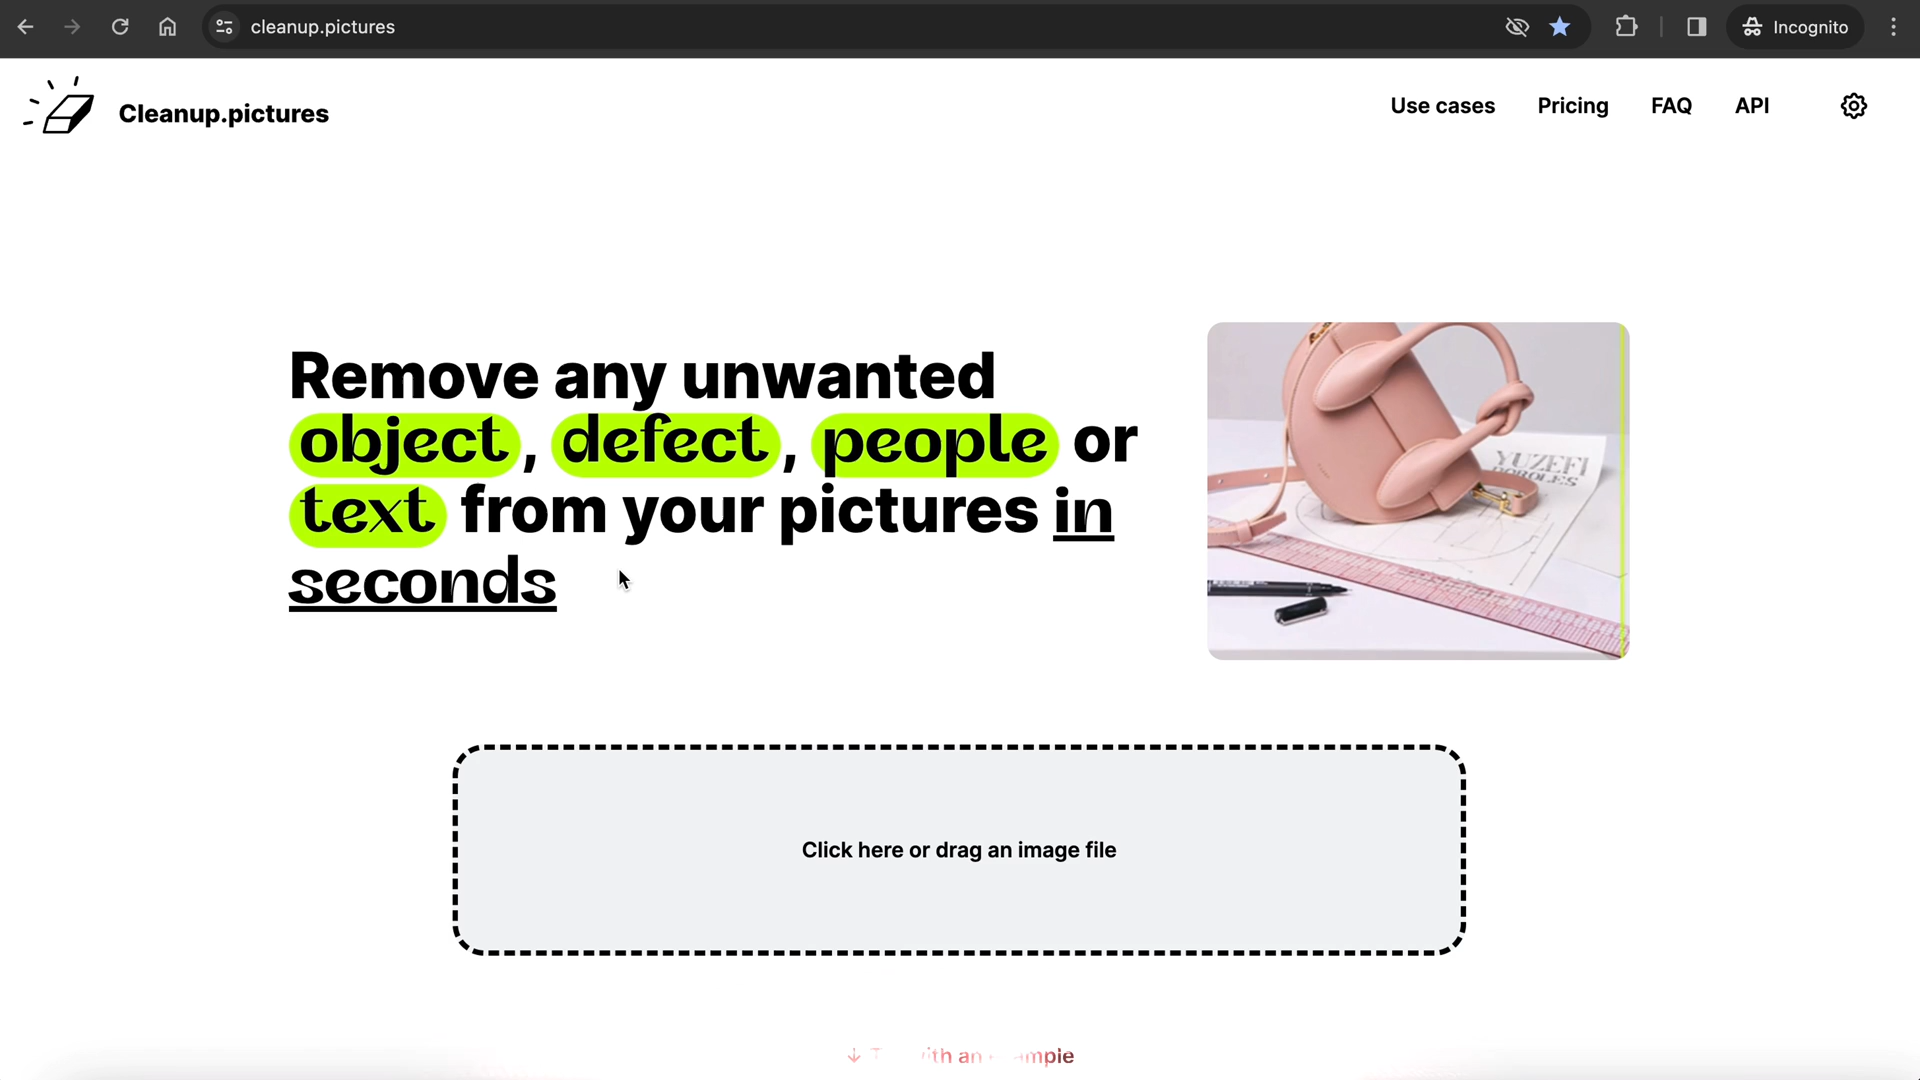 cleanup.pictures
Incognito
Cleanup.pictures
Use cases
Pricing
FAQ
API
Remove any unwanted
object, defect, people or
text from your pictures in
seconds
YUZEFI
Click here or drag an image file